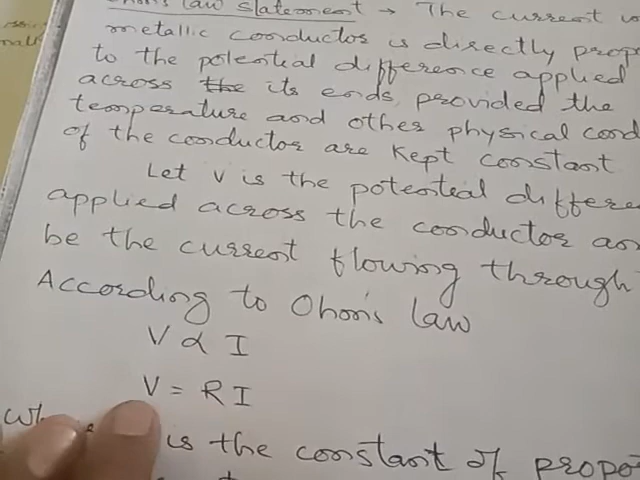 law statement → The current
metallic conductor is directly prop
to the potential difference applied
across the its ends, provided the
temperature and other physical cond
of the conductor are Kept constant
Let V is the potential differe
applied across the conductor an
be the current flowing through
According to Ohm's law
V ∝ I
V = RI
is the constant of propo